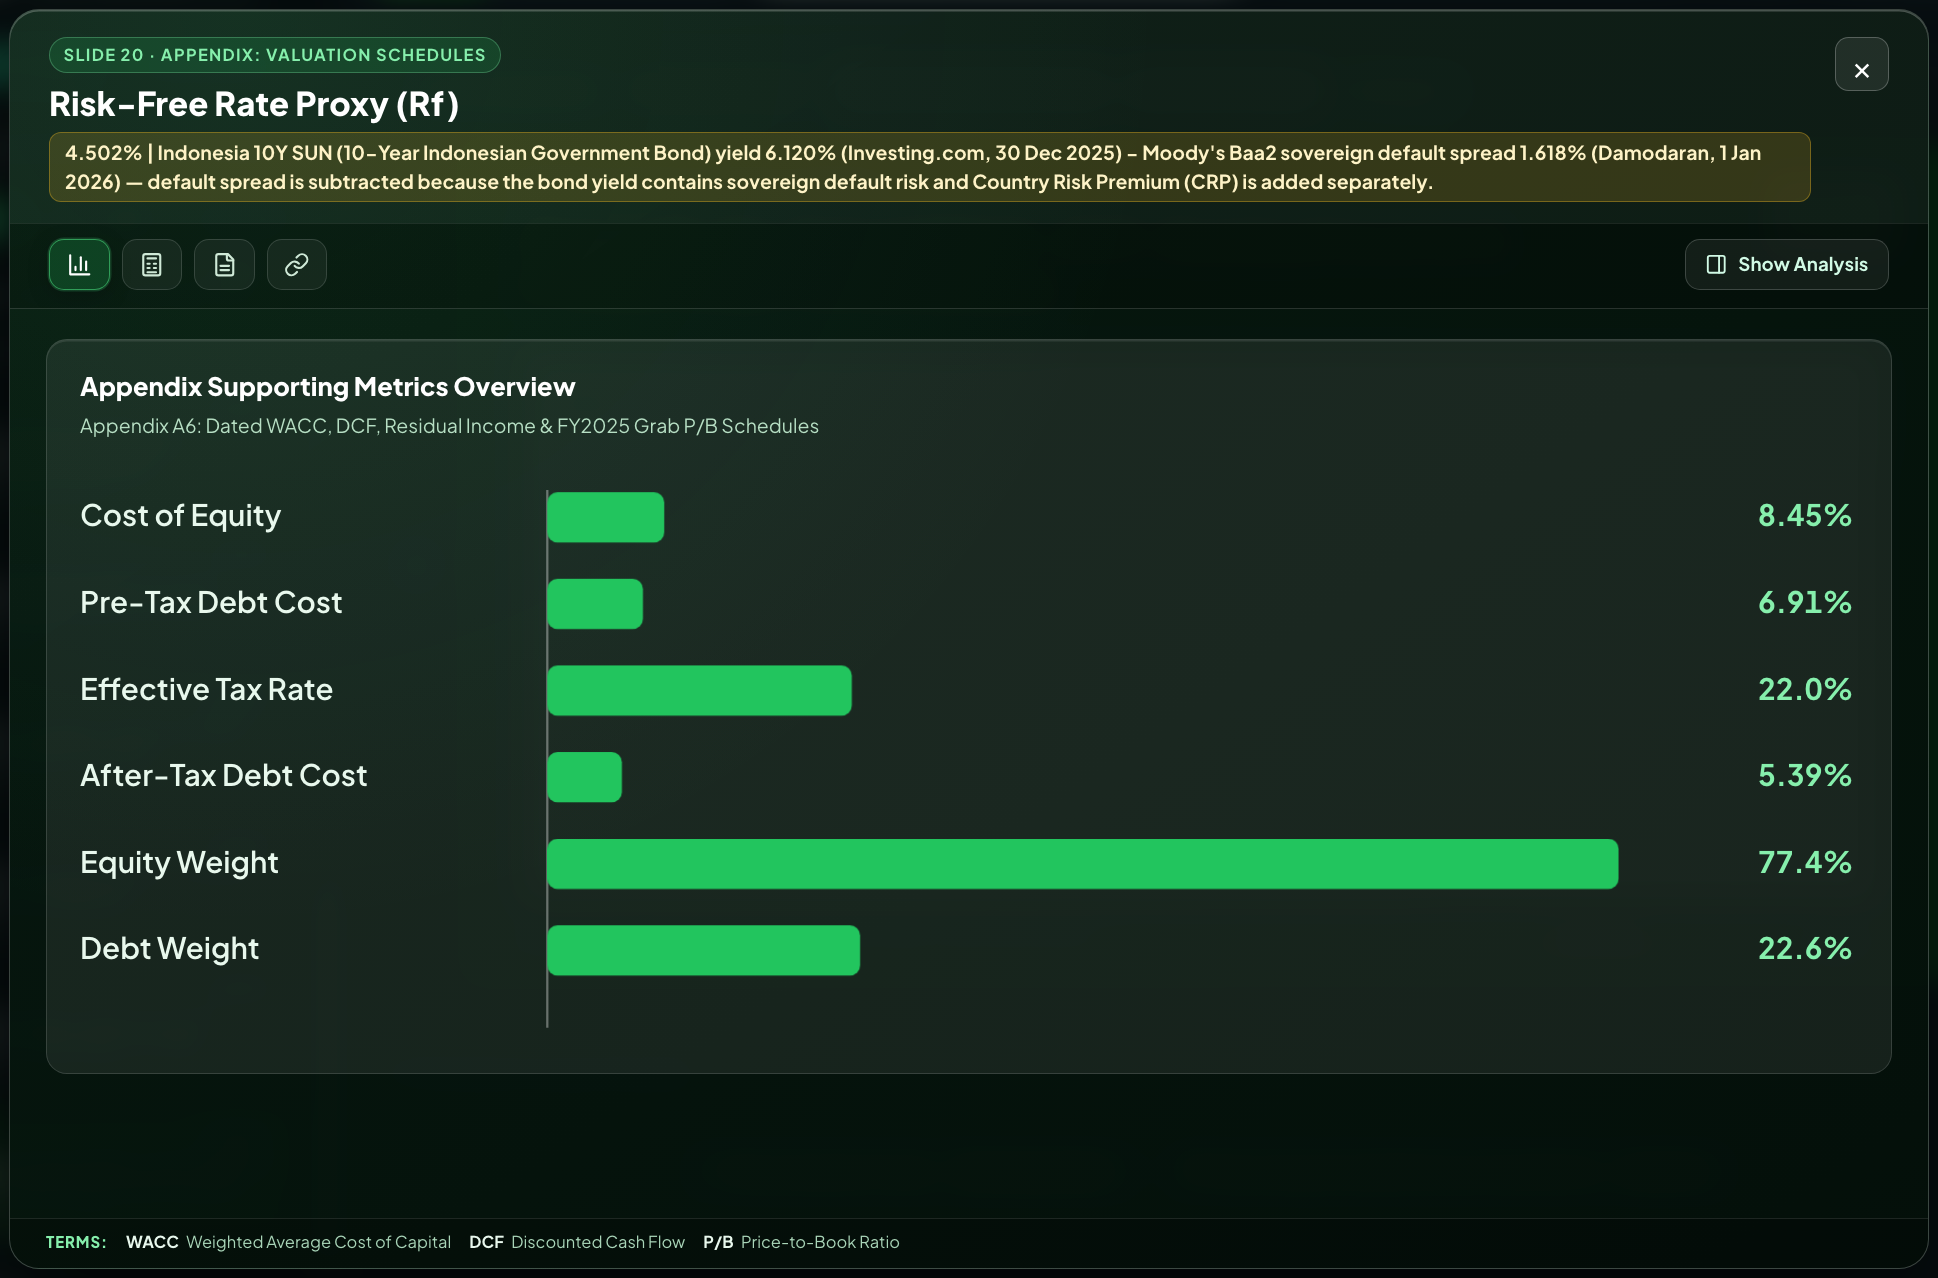 SLIDE 20 · APPENDIX: VALUATION SCHEDULES
Risk-Free Rate Proxy (Rf)
4.502% | Indonesia 10Y SUN (10-Year Indonesian Government Bond) yield 6.120% (Investing.com, 30 Dec 2025) – Moody's Baa2 sovereign default spread 1.618% (Damodaran, 1 Jan
2026) — default spread is subtracted because the bond yield contains sovereign default risk and Country Risk Premium (CRP) is added separately.
Show Analysis
Appendix Supporting Metrics Overview
Appendix A6: Dated WACC, DCF, Residual Income & FY2025 Grab P/B Schedules
Cost of Equity 8.45%
Pre-Tax Debt Cost 6.91%
Effective Tax Rate 22.0%
After-Tax Debt Cost 5.39%
Equity Weight 77.4%
Debt Weight 22.6%
TERMS: WACC Weighted Average Cost of Capital DCF Discounted Cash Flow P/B Price-to-Book Ratio